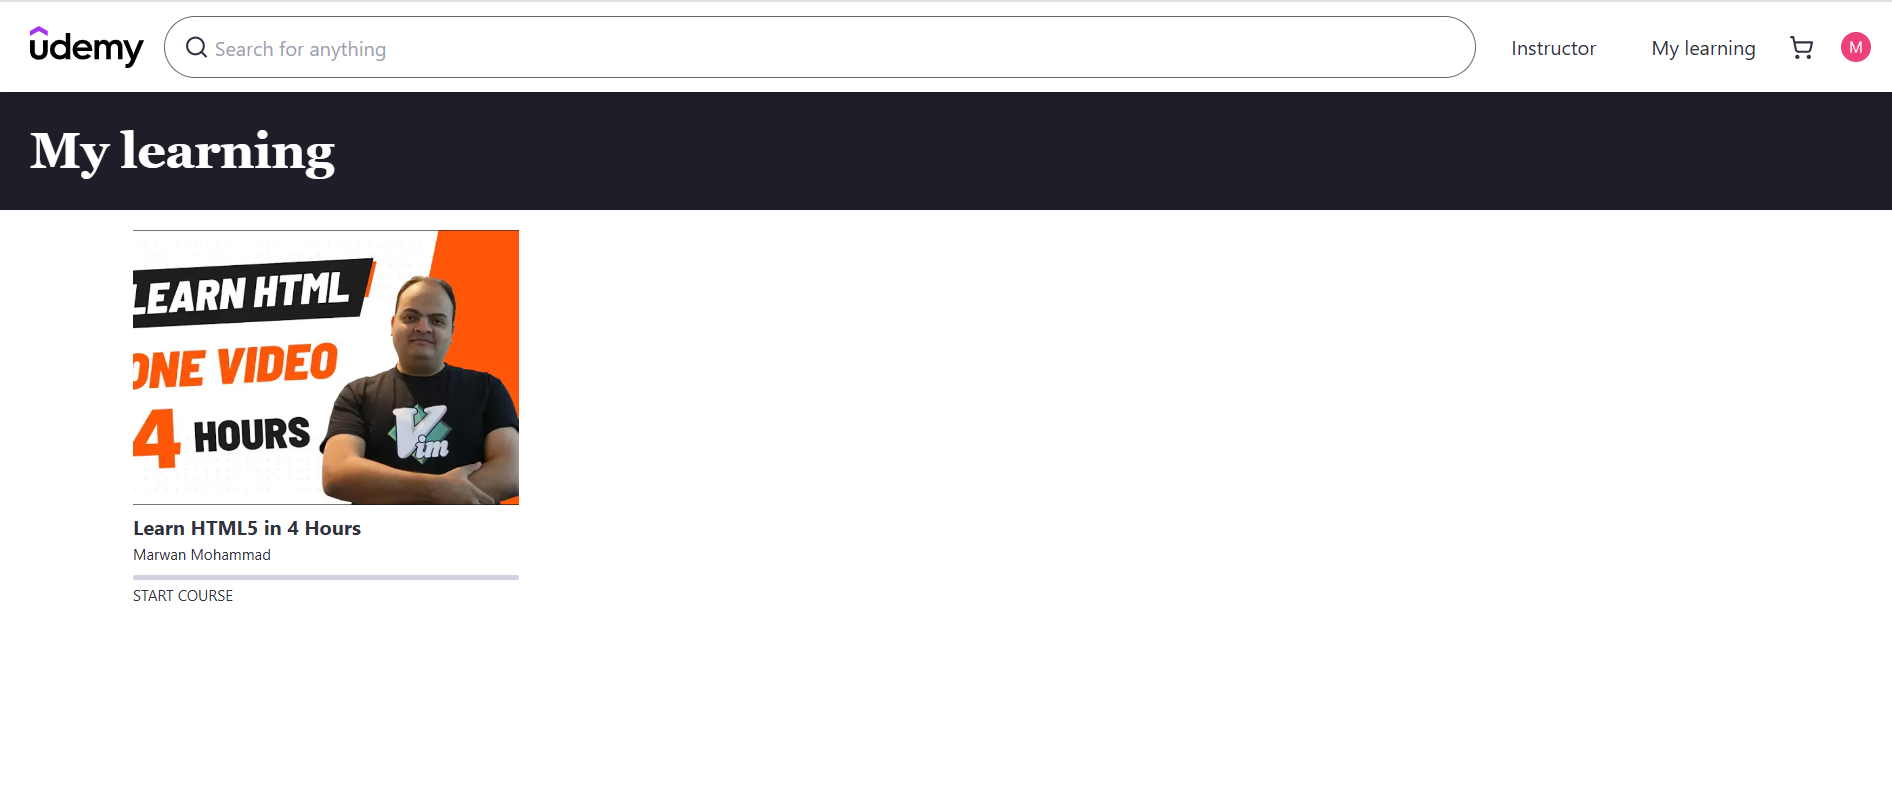 udemy
Search for anything
Instructor
My learning
M
My learning
LEARN HTML
ONE VIDEO
4 HOURS
Vim
Learn HTML5 in 4 Hours
Marwan Mohammad
START COURSE